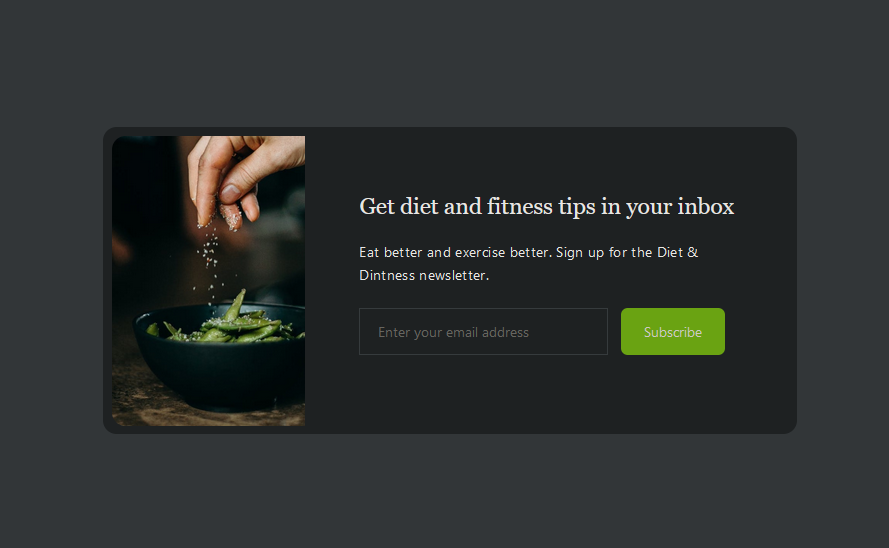 Get diet and fitness tips in your inbox
Eat better and exercise better. Sign up for the Diet &
Dintness newsletter.
Enter your email address
Subscribe